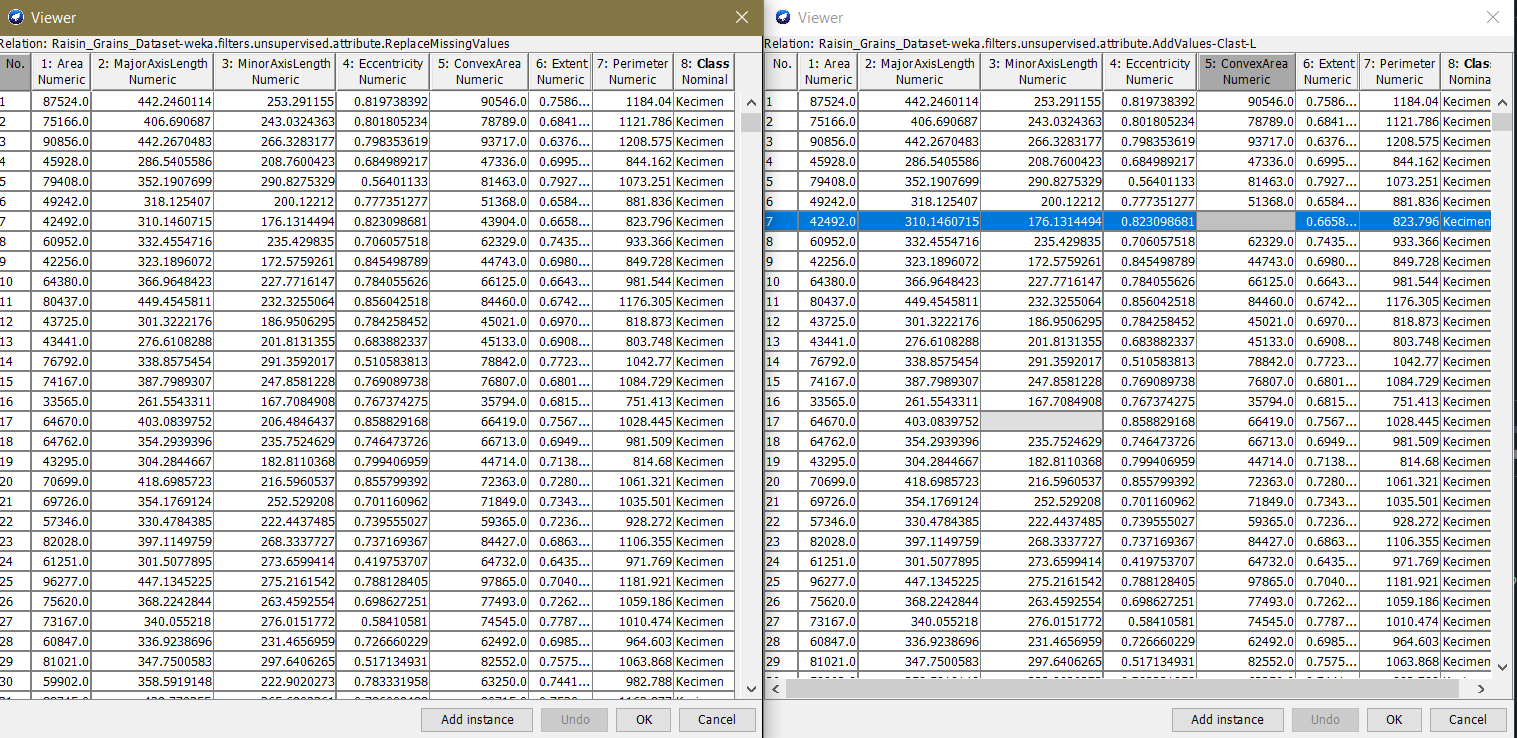 Viewer
Relation: Raisin_Grains_Dataset-weka.filters.unsupervised.attribute.ReplaceMissingValues
No. 1: Area 2: MajorAxisLength 3: MinorAxisLength 4: Eccentricity 5: ConvexArea 6: Extent 7: Perimeter 8: Class
Numeric Numeric Numeric Numeric Numeric Numeric Numeric Nominal
1 87524.0 442.2460114 253.291155 0.819738392 90546.0 0.7586... 1184.04 Kecimen
2 75166.0 406.690687 243.0324363 0.801805234 78789.0 0.6841... 1121.786 Kecimen
3 90856.0 442.2670483 266.3283177 0.798353619 93717.0 0.6376... 1208.575 Kecimen
4 45928.0 286.5405586 208.7600423 0.684989217 47336.0 0.6995... 844.162 Kecimen
5 79408.0 352.1907699 290.8275329 0.56401133 81463.0 0.7927... 1073.251 Kecimen
6 49242.0 318.125407 200.12212 0.777351277 51368.0 0.6584... 881.836 Kecimen
7 42492.0 310.1460715 176.1314494 0.823098681 43904.0 0.6658... 823.796 Kecimen
8 60952.0 332.4554716 235.429835 0.706057518 62329.0 0.7435... 933.366 Kecimen
9 42256.0 323.1896072 172.5759261 0.845498789 44743.0 0.6980... 849.728 Kecimen
10 64380.0 366.9648423 227.7716147 0.784055626 66125.0 0.6643... 981.544 Kecimen
11 80437.0 449.4545811 232.3255064 0.856042518 84460.0 0.6742... 1176.305 Kecimen
12 43725.0 301.3222176 186.9506295 0.784258452 45021.0 0.6970... 818.873 Kecimen
13 43441.0 276.6108288 201.8131355 0.683882337 45133.0 0.6908... 803.748 Kecimen
14 76792.0 338.8575454 291.3592017 0.510583813 78842.0 0.7723... 1042.77 Kecimen
15 74167.0 387.7989307 247.8581228 0.769089738 76807.0 0.6801... 1084.729 Kecimen
16 33565.0 261.5543311 167.7084908 0.767374275 35794.0 0.6815... 751.413 Kecimen
17 64670.0 403.0839752 206.4846437 0.858829168 66419.0 0.7567... 1028.445 Kecimen
18 64762.0 354.2939396 235.7524629 0.746473726 66713.0 0.6949... 981.509 Kecimen
19 43295.0 304.2844667 182.8110368 0.799406959 44714.0 0.7138... 814.68 Kecimen
20 70699.0 418.6985723 216.5960537 0.855799392 72363.0 0.7280... 1061.321 Kecimen
21 69726.0 354.1769124 252.529208 0.701160962 71849.0 0.7343... 1035.501 Kecimen
22 57346.0 330.4784385 222.4437485 0.739555027 59365.0 0.7236... 928.272 Kecimen
23 82028.0 397.1149759 268.3337727 0.737169367 84427.0 0.6863... 1106.355 Kecimen
24 61251.0 301.5077895 273.6599414 0.419753707 64732.0 0.6435... 971.769 Kecimen
25 96277.0 447.1345225 275.2161542 0.788128405 97865.0 0.7040... 1181.921 Kecimen
26 75620.0 368.2242844 263.4592554 0.698627251 77493.0 0.7262... 1059.186 Kecimen
27 73167.0 340.055218 276.0151772 0.58410581 74545.0 0.7787... 1010.474 Kecimen
28 60847.0 336.9238696 231.4656959 0.726660229 62492.0 0.6985... 964.603 Kecimen
29 81021.0 347.7500583 297.6406265 0.517134931 82552.0 0.7575... 1063.868 Kecimen
30 59902.0 358.5919148 222.9020273 0.783331958 63250.0 0.7441... 982.788 Kecimen
Add instance Undo OK Cancel
Viewer
Relation: Raisin_Grains_Dataset-weka.filters.unsupervised.attribute.AddValues-Clast-L
No. 1: Area 2: MajorAxisLength 3: MinorAxisLength 4: Eccentricity 5: ConvexArea 6: Extent 7: Perimeter 8: Clas
Numeric Numeric Numeric Numeric Numeric Numeric Numeric Nomina
1 87524.0 442.2460114 253.291155 0.819738392 90546.0 0.7586... 1184.04 Kecimen
2 75166.0 406.690687 243.0324363 0.801805234 78789.0 0.6841... 1121.786 Kecimen
3 90856.0 442.2670483 266.3283177 0.798353619 93717.0 0.6376... 1208.575 Kecimen
4 45928.0 286.5405586 208.7600423 0.684989217 47336.0 0.6995... 844.162 Kecimen
5 79408.0 352.1907699 290.8275329 0.56401133 81463.0 0.7927... 1073.251 Kecimen
6 49242.0 318.125407 200.12212 0.777351277 51368.0 0.6584... 881.836 Kecimen
7 42492.0 310.1460715 176.1314494 0.823098681 0.6658... 823.796 Kecimen
8 60952.0 332.4554716 235.429835 0.706057518 62329.0 0.7435... 933.366 Kecimen
9 42256.0 323.1896072 172.5759261 0.845498789 44743.0 0.6980... 849.728 Kecimen
10 64380.0 366.9648423 227.7716147 0.784055626 66125.0 0.6643... 981.544 Kecimen
11 80437.0 449.4545811 232.3255064 0.856042518 84460.0 0.6742... 1176.305 Kecimen
12 43725.0 301.3222176 186.9506295 0.784258452 45021.0 0.6970... 818.873 Kecimen
13 43441.0 276.6108288 201.8131355 0.683882337 45133.0 0.6908... 803.748 Kecimen
14 76792.0 338.8575454 291.3592017 0.510583813 78842.0 0.7723... 1042.77 Kecimen
15 74167.0 387.7989307 247.8581228 0.769089738 76807.0 0.6801... 1084.729 Kecimen
16 33565.0 261.5543311 167.7084908 0.767374275 35794.0 0.6815... 751.413 Kecimen
17 64670.0 403.0839752 0.858829168 66419.0 0.7567... 1028.445 Kecimen
18 64762.0 354.2939396 235.7524629 0.746473726 66713.0 0.6949... 981.509 Kecimen
19 43295.0 304.2844667 182.8110368 0.799406959 44714.0 0.7138... 814.68 Kecimen
20 70699.0 418.6985723 216.5960537 0.855799392 72363.0 0.7280... 1061.321 Kecimen
21 69726.0 354.1769124 252.529208 0.701160962 71849.0 0.7343... 1035.501 Kecimen
22 57346.0 330.4784385 222.4437485 0.739555027 59365.0 0.7236... 928.272 Kecimen
23 82028.0 397.1149759 268.3337727 0.737169367 84427.0 0.6863... 1106.355 Kecimen
24 61251.0 301.5077895 273.6599414 0.419753707 64732.0 0.6435... 971.769 Kecimen
25 96277.0 447.1345225 275.2161542 0.788128405 97865.0 0.7040... 1181.921 Kecimen
26 75620.0 368.2242844 263.4592554 0.698627251 77493.0 0.7262... 1059.186 Kecimen
27 73167.0 340.055218 276.0151772 0.58410581 74545.0 0.7787... 1010.474 Kecimen
28 60847.0 336.9238696 231.4656959 0.726660229 62492.0 0.6985... 964.603 Kecimen
29 81021.0 347.7500583 297.6406265 0.517134931 82552.0 0.7575... 1063.868 Kecimen
Add instance Undo OK Cancel